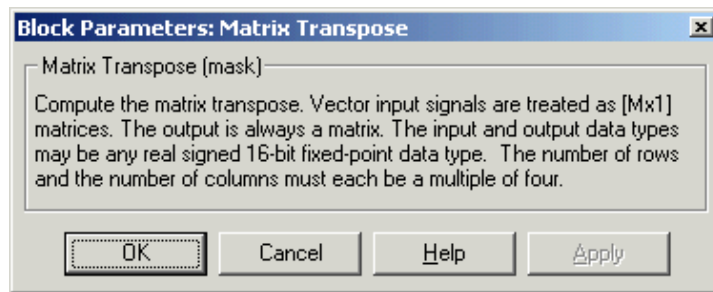 Block Parameters: Matrix Transpose
Matrix Transpose (mask)
Compute the matrix transpose. Vector input signals are treated as [Mx1]
matrices. The output is always a matrix. The input and output data types
may be any real signed 16-bit fixed-point data type.  The number of rows
and the number of columns must each be a multiple of four.
OK Cancel Help Apply